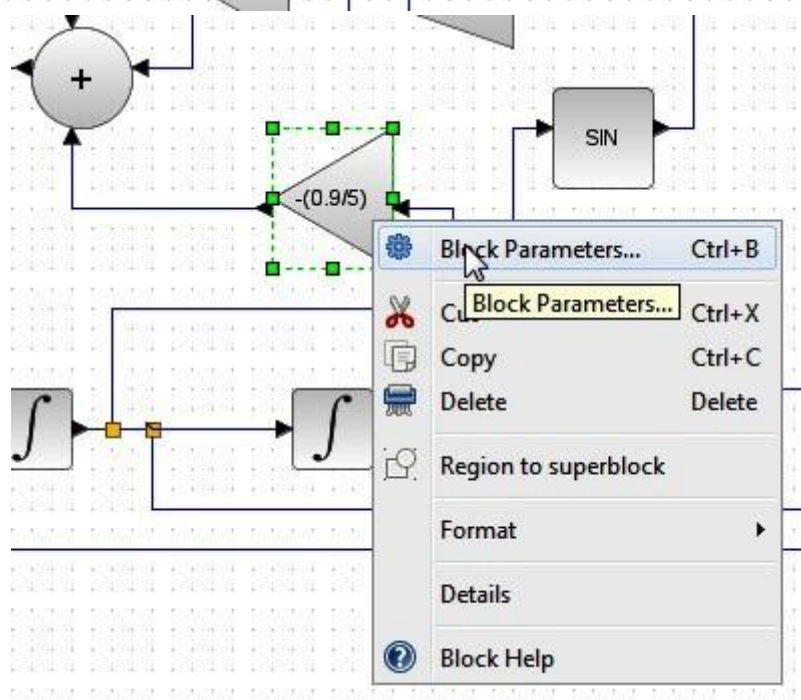 +
SIN
-(0.9/5)
Block Parameters... Ctrl+B
Block Parameters...
Ctrl+X
Copy Ctrl+C
Delete Delete
Region to superblock
Format
Details
Block Help